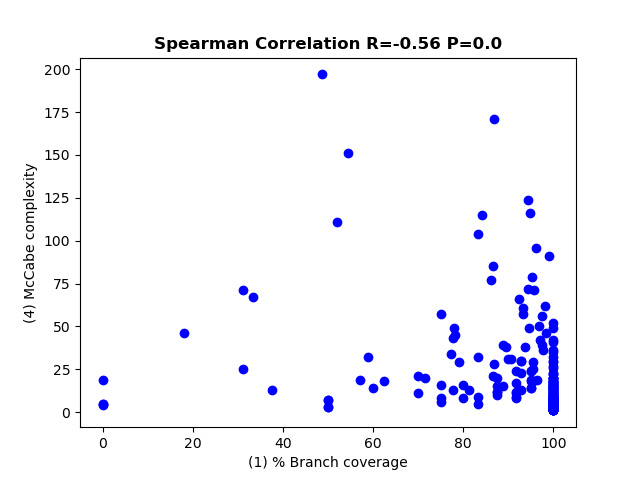 Spearman Correlation R=-0.56 P=0.0
(4) McCabe complexity
200
175
150
125
100
75
50
25
0
0 20 40 60 80 100
(1) % Branch coverage